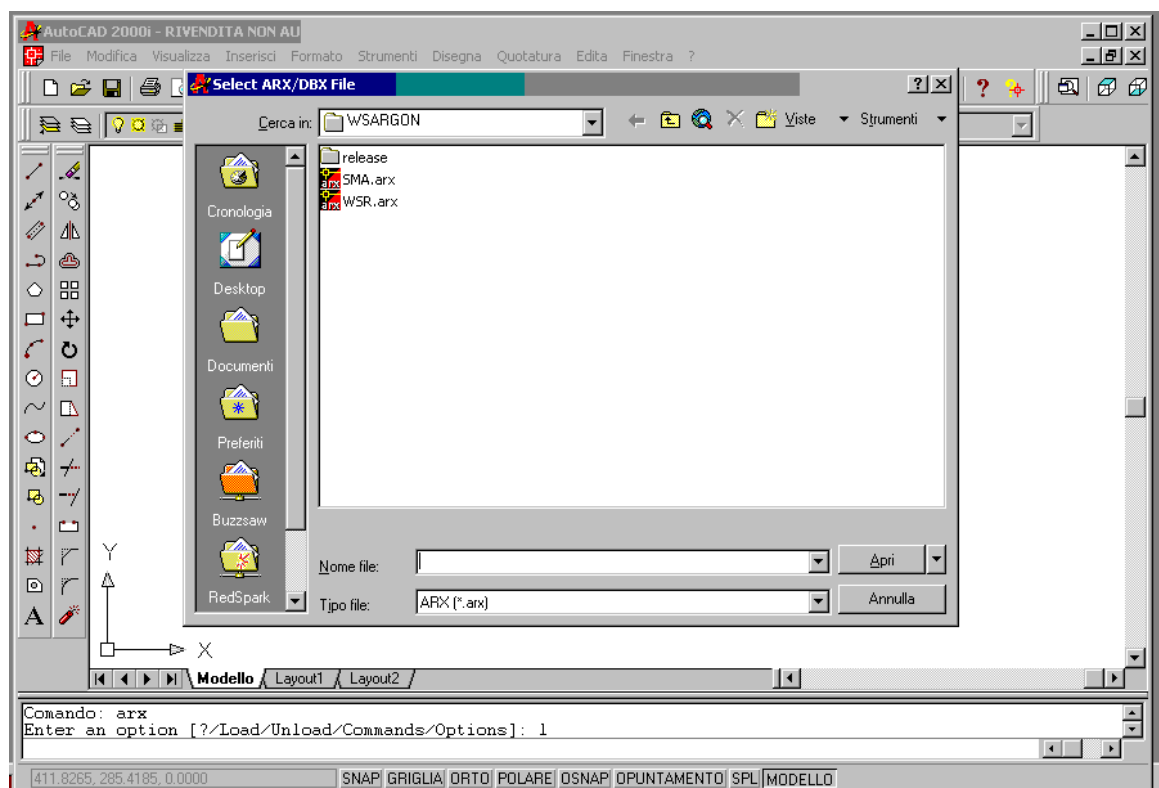 AutoCAD 2000i - RIVENDITA NON AU
File Modifica Visualizza Inserisci Formato Strumenti Disegna Quotatura Edita Finestra ?
Select ARX/DBX File
Cerca in: WSARGON Viste Strumenti
release
SMA.arx
WSR.arx
Cronologia
Desktop
Documenti
Preferiti
Buzzsaw
RedSpark
Nome file: Apri
Tipo file: ARX (*.arx) Annulla
Y
X
A
Modello Layout1 Layout2
Comando: arx
Enter an option [?/Load/Unload/Commands/Options]: l
411.8265, 285.4185, 0.0000 SNAP GRIGLIA ORTO POLARE OSNAP OPUNTAMENTO SPL MODELLO